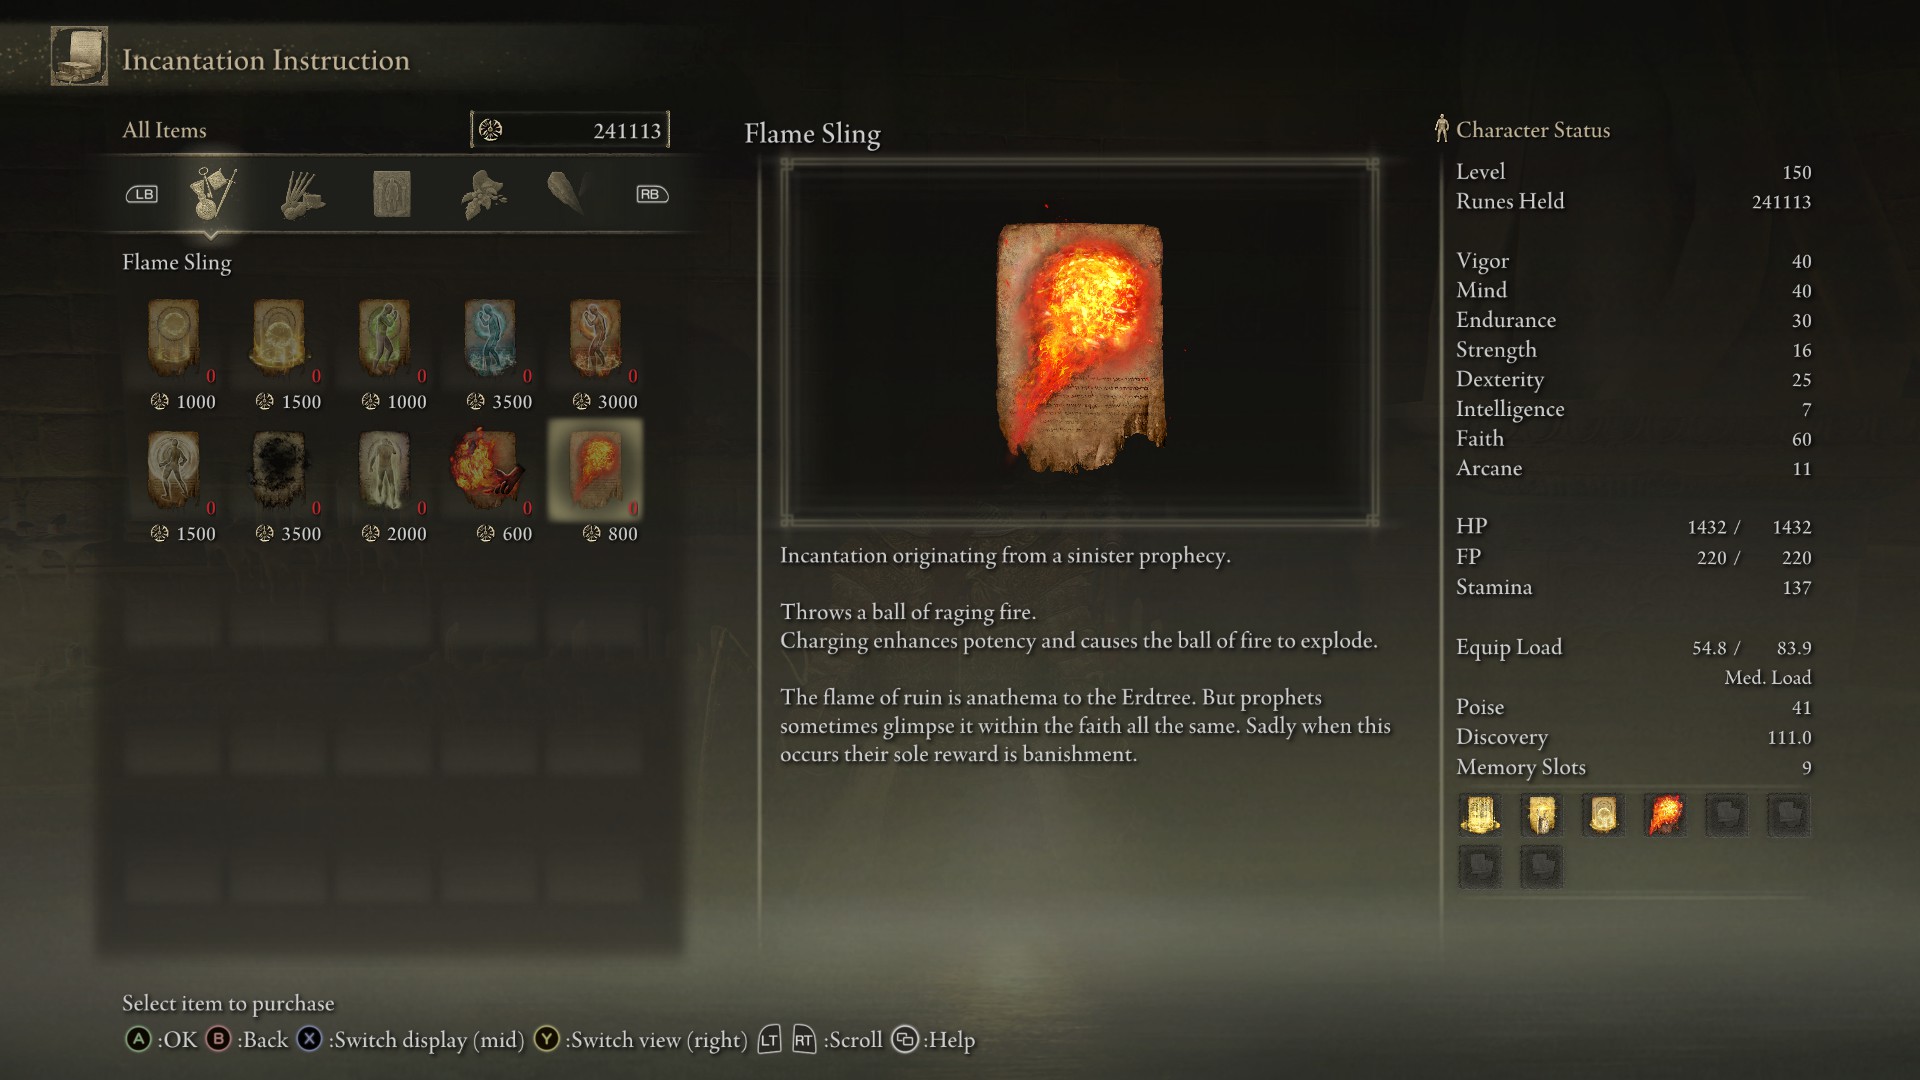 Incantation Instruction
All Items
241113
LB
RB
Flame Sling
0 0 0 0 0
1000 1500 1000 3500 3000
0 0 0 0 0
1500 3500 2000 600 800
Flame Sling
Incantation originating from a sinister prophecy.
Throws a ball of raging fire.
Charging enhances potency and causes the ball of fire to explode.
The flame of ruin is anathema to the Erdtree. But prophets
sometimes glimpse it within the faith all the same. Sadly when this
occurs their sole reward is banishment.
Character Status
Level 150
Runes Held 241113
Vigor 40
Mind 40
Endurance 30
Strength 16
Dexterity 25
Intelligence 7
Faith 60
Arcane 11
HP 1432 / 1432
FP 220 / 220
Stamina 137
Equip Load 54.8 / 83.9
Med. Load
Poise 41
Discovery 111.0
Memory Slots 9
Select item to purchase
A :OK B :Back X :Switch display (mid) Y :Switch view (right) LT RT :Scroll :Help